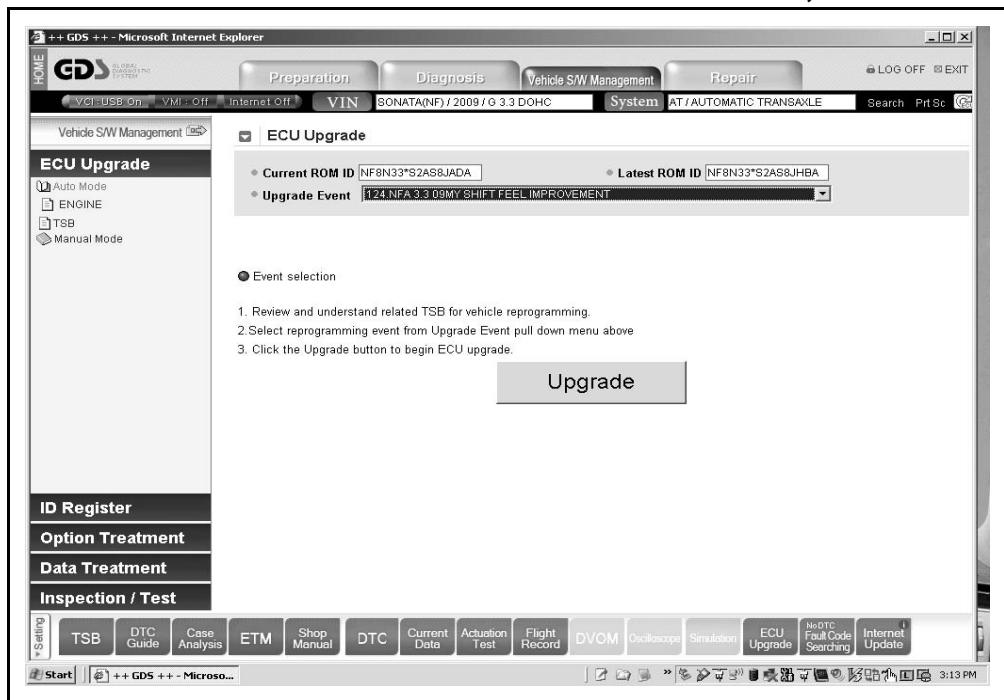 ++ GDS ++ - Microsoft Internet Explorer
HOME
GDS GLOBAL DIAGNOSTIC SYSTEM
Preparation Diagnosis Vehicle S/W Management Repair LOG OFF EXIT
VCI : USB On VMI : Off Internet Off VIN SONATA(NF) / 2009 / G 3.3 DOHC System AT / AUTOMATIC TRANSAXLE Search Prt Sc
Vehicle S/W Management
ECU Upgrade
Auto Mode
ENGINE
TSB
Manual Mode
ECU Upgrade
Current ROM ID NF8N33*S2AS8JADA Latest ROM ID NF8N33*S2AS8JHBA
Upgrade Event 124.NFA 3.3 09MY SHIFT FEEL IMPROVEMENT
Event selection
1. Review and understand related TSB for vehicle reprogramming.
2.Select reprogramming event from Upgrade Event pull down menu above
3. Click the Upgrade button to begin ECU upgrade.
Upgrade
ID Register
Option Treatment
Data Treatment
Inspection / Test
Setting
TSB DTC Guide Case Analysis ETM Shop Manual DTC Current Data Actuation Test Flight Record DVOM Oscilloscope Simulation ECU Upgrade NoDTC Fault Code Searching Internet Update
Start ++ GDS ++ - Microso... 3:13 PM